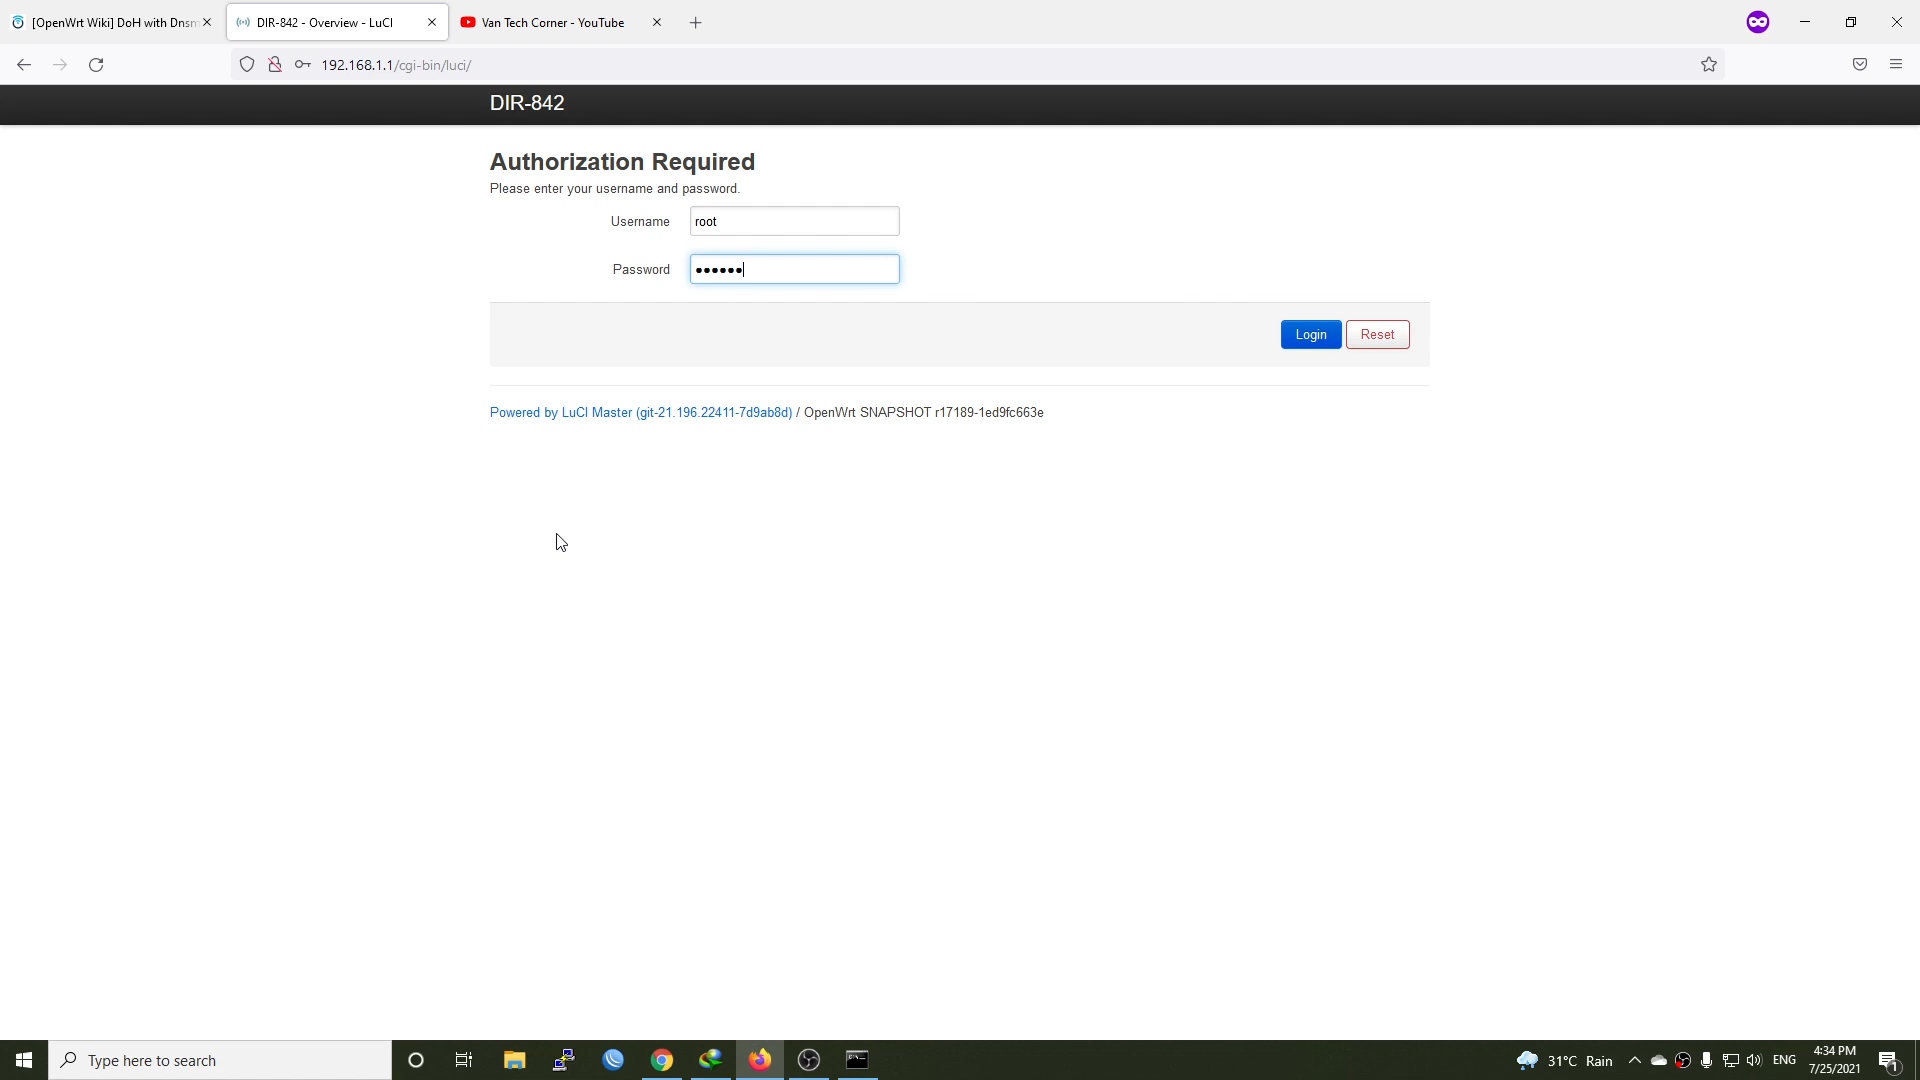 [OpenWrt Wiki] DoH with Dnsm
DIR-842 - Overview - LuCI
Van Tech Corner - YouTube
192.168.1.1/cgi-bin/luci/
DIR-842
Authorization Required
Please enter your username and password.
Username
root
Password
••••••
Login
Reset
Powered by LuCI Master (git-21.196.22411-7d9ab8d) / OpenWrt SNAPSHOT r17189-1ed9fc663e
Type here to search
31°C Rain
ENG
4:34 PM
7/25/2021
1